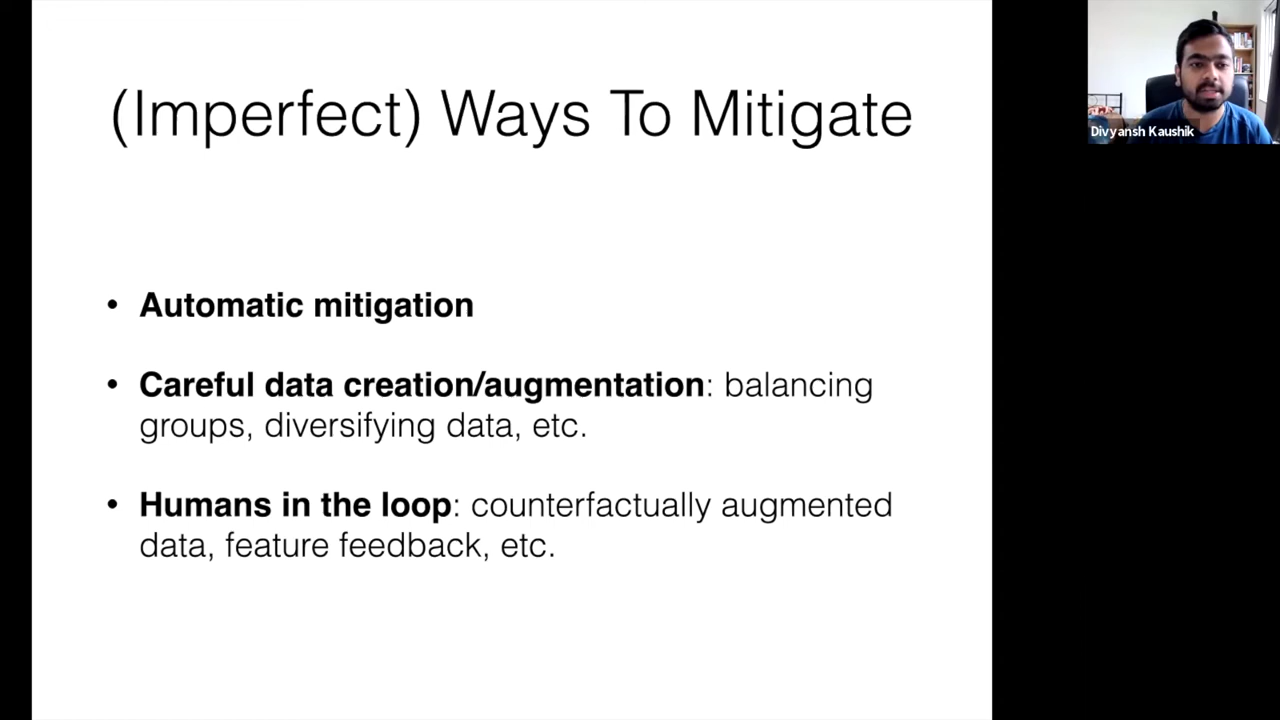 (Imperfect) Ways To Mitigate
• Automatic mitigation
• Careful data creation/augmentation: balancing
groups, diversifying data, etc.
• Humans in the loop: counterfactually augmented
data, feature feedback, etc.
Divyansh Kaushik